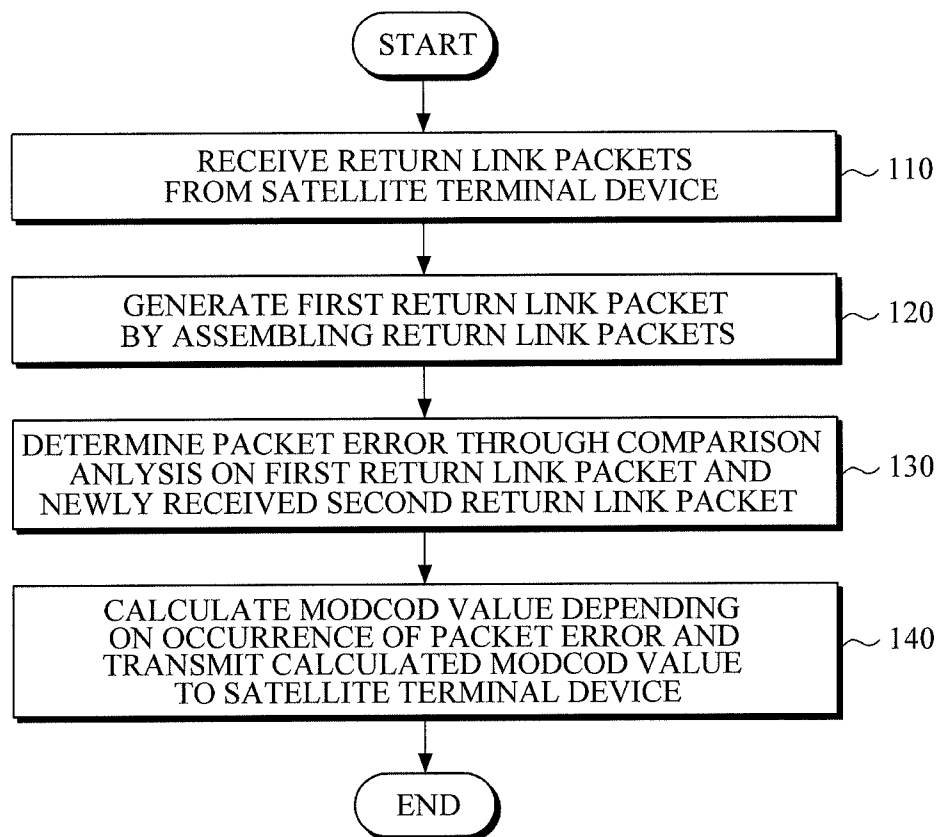 START
RECEIVE RETURN LINK PACKETS
FROM SATELLITE TERMINAL DEVICE
110
GENERATE FIRST RETURN LINK PACKET
BY ASSEMBLING RETURN LINK PACKETS
120
DETERMINE PACKET ERROR THROUGH COMPARISON
ANLYSIS ON FIRST RETURN LINK PACKET AND
NEWLY RECEIVED SECOND RETURN LINK PACKET
130
CALCULATE MODCOD VALUE DEPENDING
ON OCCURRENCE OF PACKET ERROR AND
TRANSMIT CALCULATED MODCOD VALUE
TO SATELLITE TERMINAL DEVICE
140
END